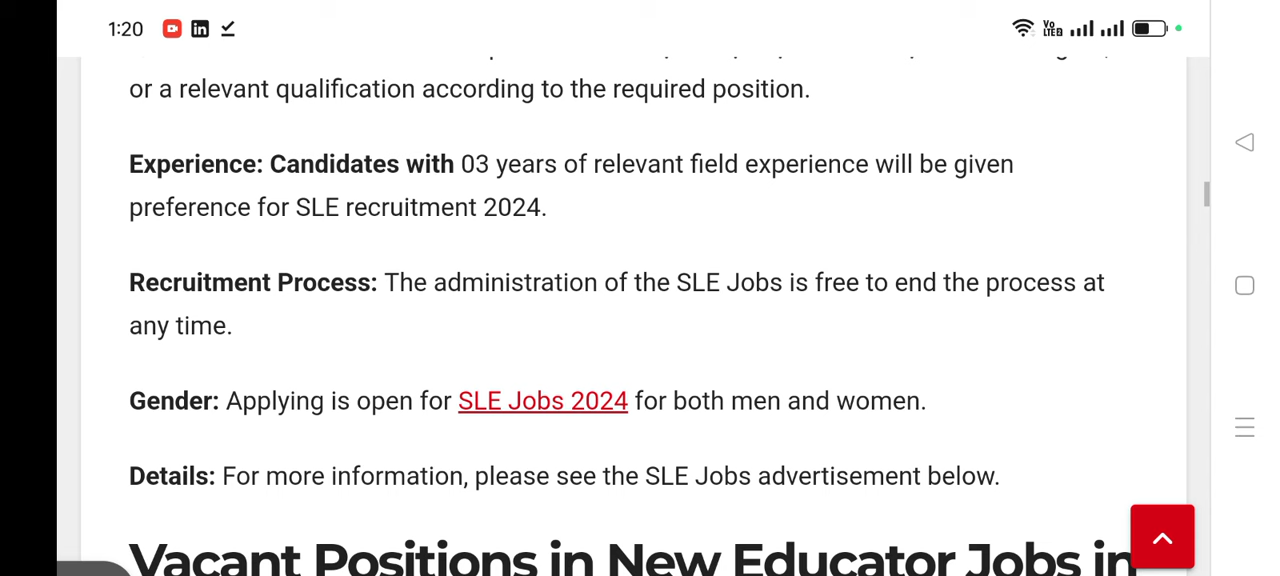 1:20
Vo
LTE 2
or a relevant qualification according to the required position.
Experience: Candidates with 03 years of relevant field experience will be given
preference for SLE recruitment 2024.
Recruitment Process: The administration of the SLE Jobs is free to end the process at
any time.
Gender: Applying is open for SLE Jobs 2024 for both men and women.
Details: For more information, please see the SLE Jobs advertisement below.
Vacant Positions in New Educator Jobs in